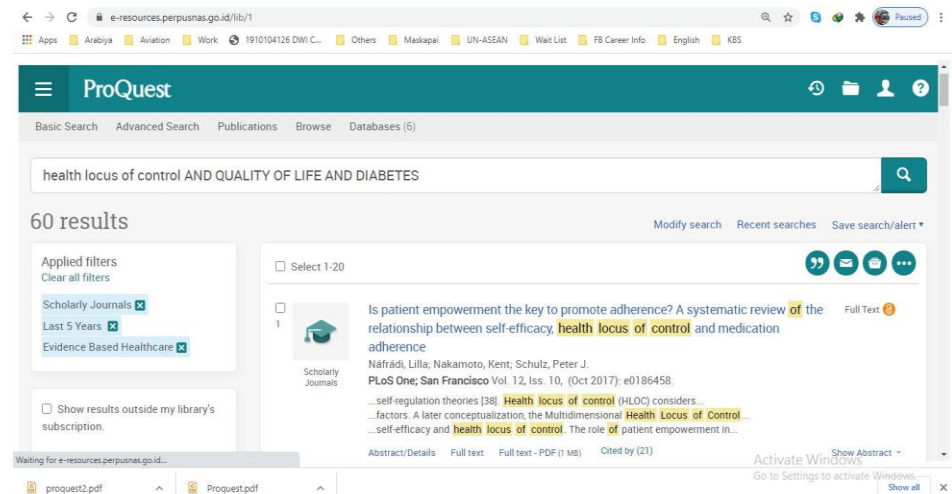 e-resources.perpusnas.go.id/lib/1
Paused
Apps Arabiya Aviation Work 1910104126 DWI C... Others Maskapai UN-ASEAN Wait List FB Career Info English KBS
ProQuest
Basic Search Advanced Search Publications Browse Databases (6)
health locus of control AND QUALITY OF LIFE AND DIABETES
60 results
Modify search Recent searches Save search/alert
Applied filters
Clear all filters
Scholarly Journals
Last 5 Years
Evidence Based Healthcare
Show results outside my library's
subscription.
Select 1-20
1
Scholarly
Journals
Is patient empowerment the key to promote adherence? A systematic review of the
relationship between self-efficacy, health locus of control and medication
adherence
Full Text
Náfrádi, Lilla; Nakamoto, Kent; Schulz, Peter J.
PLoS One; San Francisco Vol. 12, Iss. 10, (Oct 2017): e0186458.
...self-regulation theories [38]. Health locus of control (HLOC) considers...
...factors. A later conceptualization, the Multidimensional Health Locus of Control...
...self-efficacy and health locus of control. The role of patient empowerment in...
Abstract/Details Full text Full text - PDF (1 MB) Cited by (21) Show Abstract
Activate Windows
Go to Settings to activate Windows.
Waiting for e-resources.perpusnas.go.id...
proquest2.pdf Proquest.pdf Show all